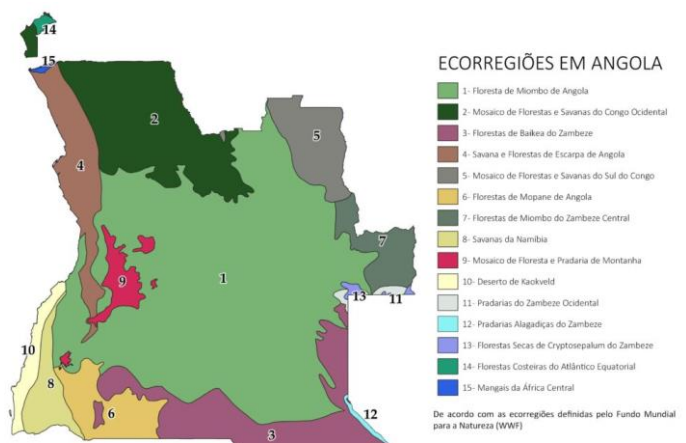 14
15
2
5
4
7
1
9
13
11
10
8
6
12
3
ECORREGIÕES EM ANGOLA
1- Floresta de Miombo de Angola
2- Mosaico de Florestas e Savanas do Congo Ocidental
3- Florestas de Baikea do Zambeze
4- Savana e Florestas de Escarpa de Angola
5- Mosaico de Florestas e Savanas do Sul do Congo
6- Florestas de Mopane de Angola
7- Florestas de Miombo do Zambeze Central
8- Savanas da Namíbia
9- Mosaico de Floresta e Pradaria de Montanha
10- Deserto de Kaokveld
11- Pradarias do Zambeze Ocidental
12- Pradarias Alagadiças do Zambeze
13- Florestas Secas de Cryptosepalum do Zambeze
14- Florestas Costeiras do Atlântico Equatorial
15- Mangais da África Central
De acordo com as ecorregiões definidas pelo Fundo Mundial
para a Natureza (WWF)